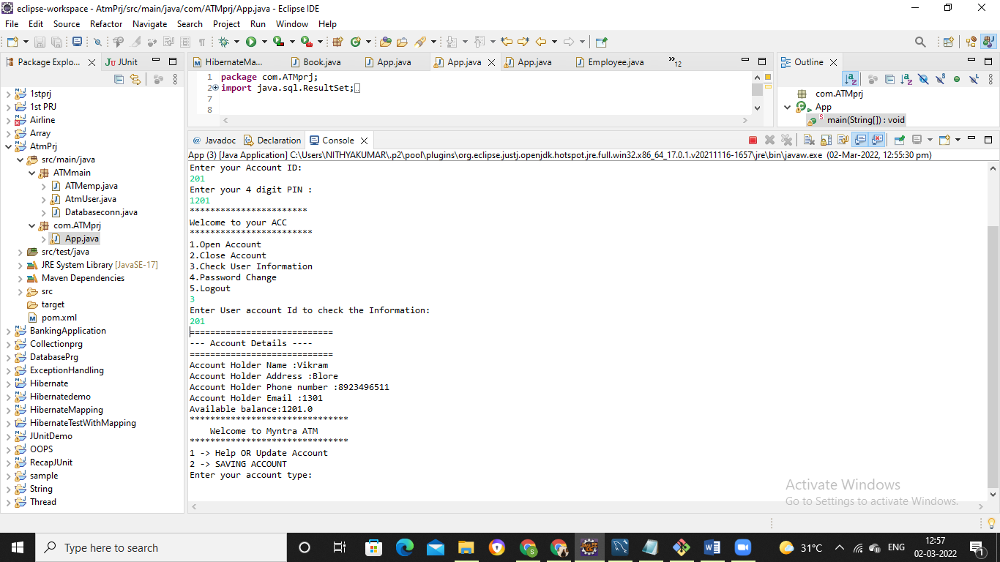 eclipse-workspace - AtmPrj/src/main/java/com/ATMprj/App.java - Eclipse IDE
File Edit Source Refactor Navigate Search Project Run Window Help
Package Explo... JUnit
HibernateMa... Book.java App.java App.java App.java Employee.java 12
Outline
1 package com.ATMprj;
2 import java.sql.ResultSet;
7
8
com.ATMprj
App
main(String[]) : void
1stprj
1st PRJ
Airline
Array
AtmPrj
src/main/java
ATMmain
ATMemp.java
AtmUser.java
Databaseconn.java
com.ATMprj
App.java
src/test/java
JRE System Library [JavaSE-17]
Maven Dependencies
src
target
pom.xml
BankingApplication
Collectionprg
DatabasePrg
ExceptionHandling
Hibernate
Hibernatedemo
HibernateMapping
HibernateTestWithMapping
JUnitDemo
OOPS
RecapJUnit
sample
String
Thread
Javadoc Declaration Console
App (3) [Java Application] C:\Users\NITHYAKUMAR\.p2\pool\plugins\org.eclipse.justj.openjdk.hotspot.jre.full.win32.x86_64_17.0.1.v20211116-1657\jre\bin\javaw.exe (02-Mar-2022, 12:55:30 pm)
Enter your Account ID:
201
Enter your 4 digit PIN :
1201
***********************
Welcome to your ACC
************************
1.Open Account
2.Close Account
3.Check User Information
4.Password Change
5.Logout
3
Enter User account Id to check the Information:
201
============================
--- Account Details ----
============================
Account Holder Name :Vikram
Account Holder Address :Blore
Account Holder Phone number :8923496511
Account Holder Email :1301
Available balance:1201.0
*******************************
Welcome to Myntra ATM
*******************************
1 -> Help OR Update Account
2 -> SAVING ACCOUNT
Enter your account type:
Activate Windows
Go to Settings to activate Windows.
Type here to search
31°C
ENG
12:57
02-03-2022
1